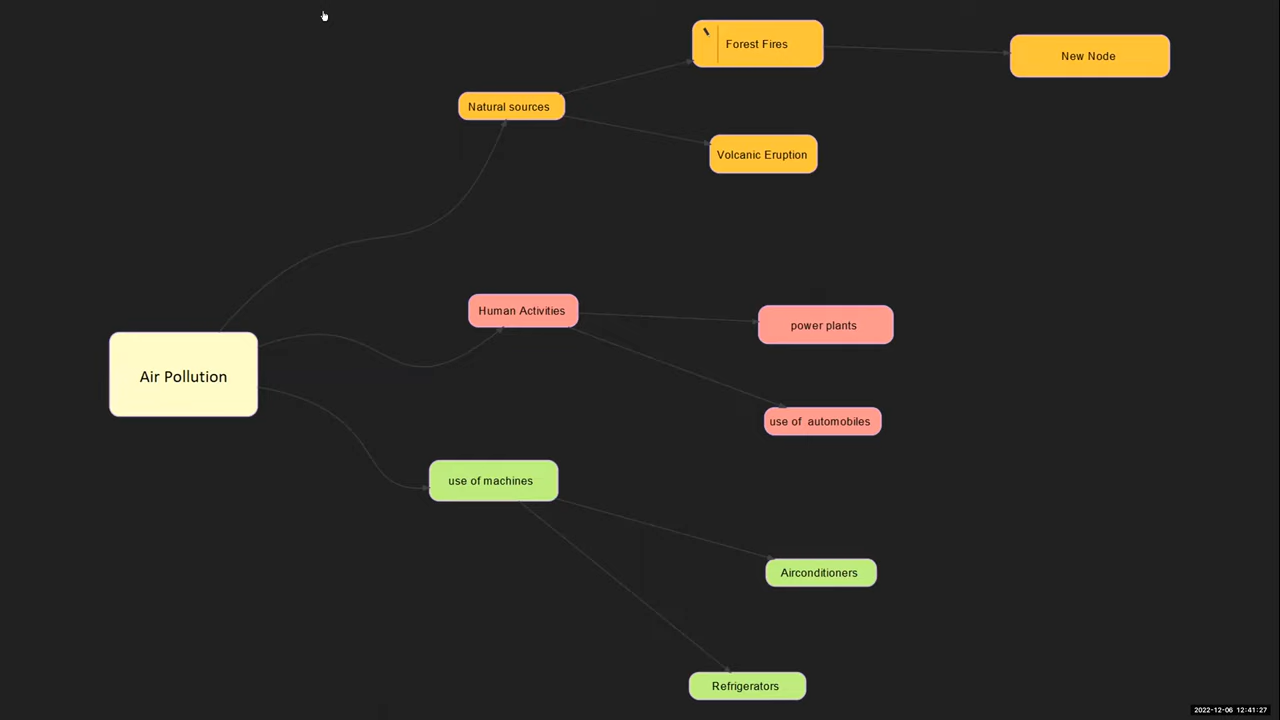 Forest Fires
New Node
Natural sources
Volcanic Eruption
Human Activities
power plants
Air Pollution
use of  automobiles
use of machines
Airconditioners
Refrigerators
2022-12-06 12:41:27